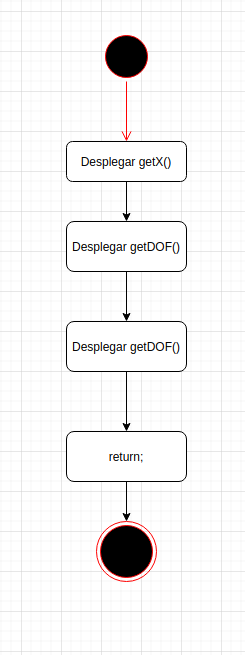 Desplegar getX()
Desplegar getDOF()
Desplegar getDOF()
return;